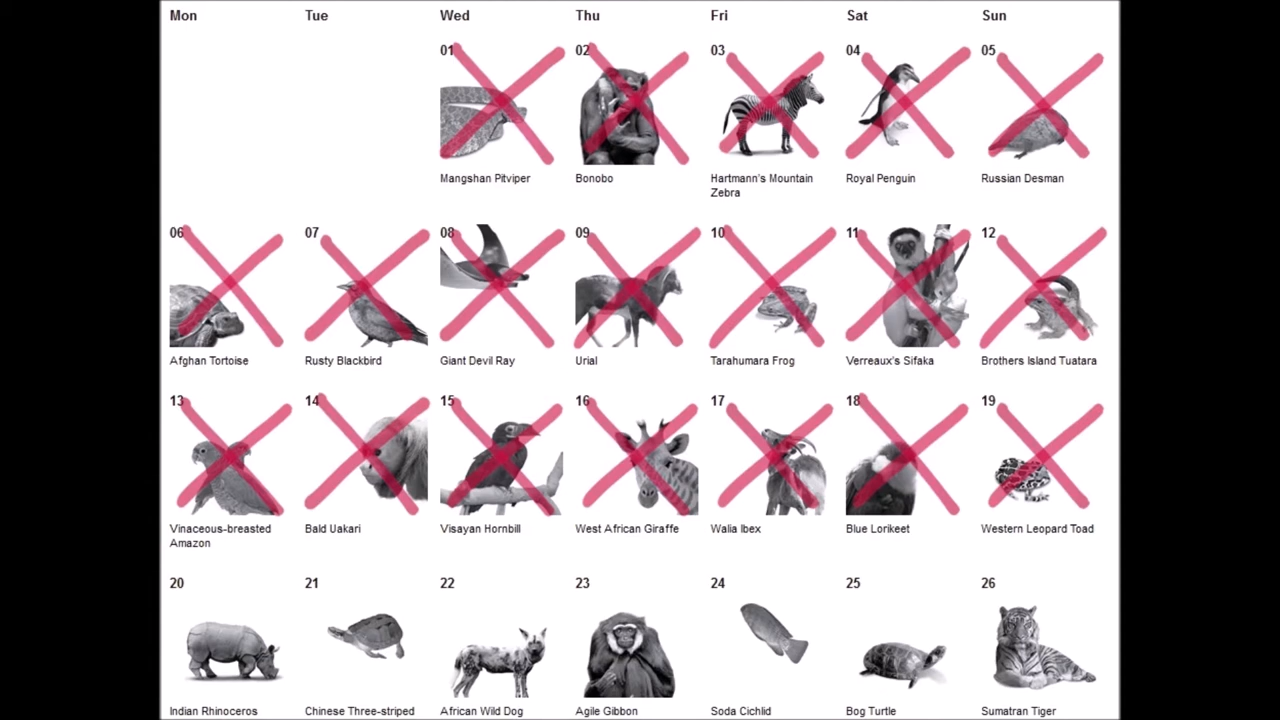 Mon Tue Wed Thu Fri Sat Sun
01 02 03 04 05
Mangshan Pitviper Bonobo Hartmann's Mountain Royal Penguin Russian Desman
Zebra
06 07 08 09 10 11 12
Afghan Tortoise Rusty Blackbird Giant Devil Ray Urial Tarahumara Frog Verreaux's Sifaka Brothers Island Tuatara
13 14 15 16 17 18 19
Vinaceous-breasted Bald Uakari Visayan Hornbill West African Giraffe Walia Ibex Blue Lorikeet Western Leopard Toad
Amazon
20 21 22 23 24 25 26
Indian Rhinoceros Chinese Three-striped African Wild Dog Agile Gibbon Soda Cichlid Bog Turtle Sumatran Tiger